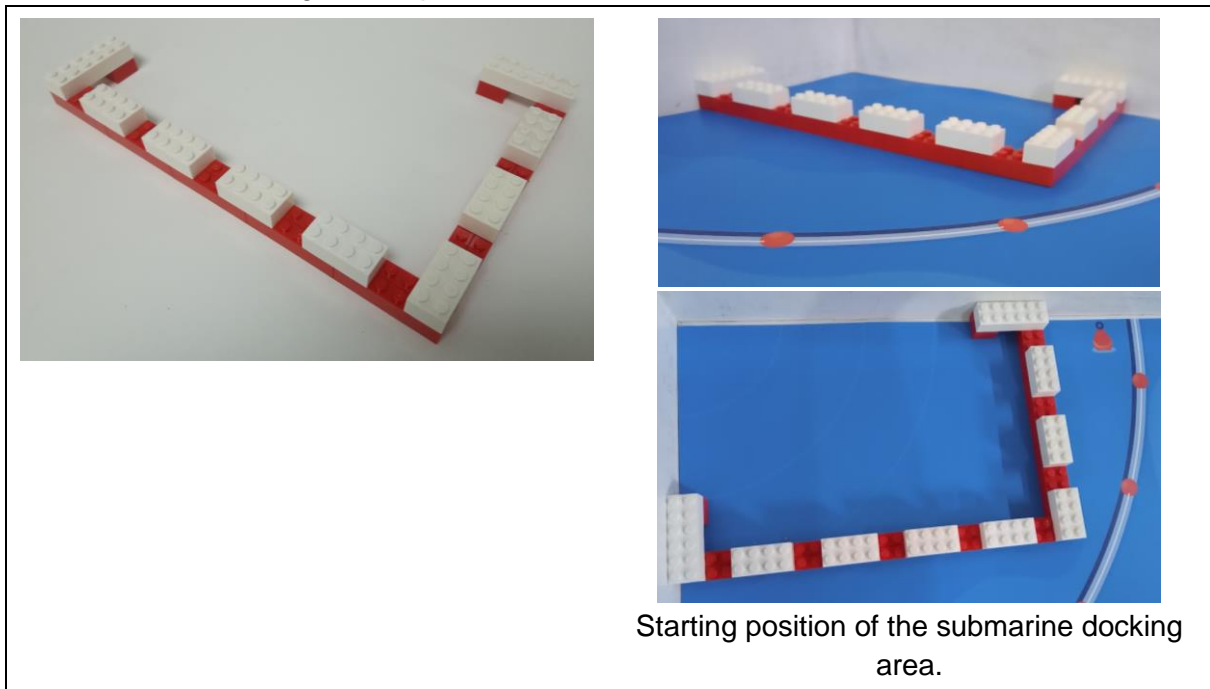 Starting position of the submarine docking
area.